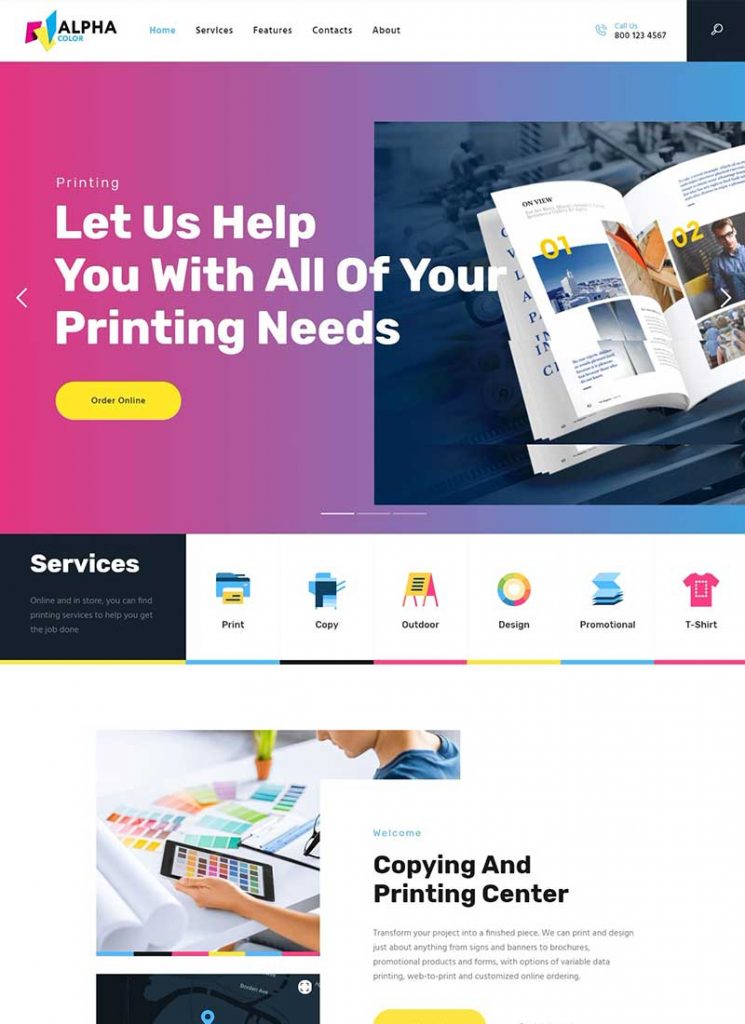 ALPHA
COLOR
Home Services Features Contacts About
Call Us
800 123 4567
Printing
Let Us Help
You With All Of Your
Printing Needs
Order Online
ON VIEW
01
02
Services
Online and in store, you can find
printing services to help you get
the job done
Print Copy Outdoor Design Promotional T-Shirt
Welcome
Copying And
Printing Center
Transform your project into a finished piece. We can print and design
just about anything from signs and banners to brochures,
promotional products and forms, with options of variable data
printing, web-to-print and customized online ordering.
Borden Ave